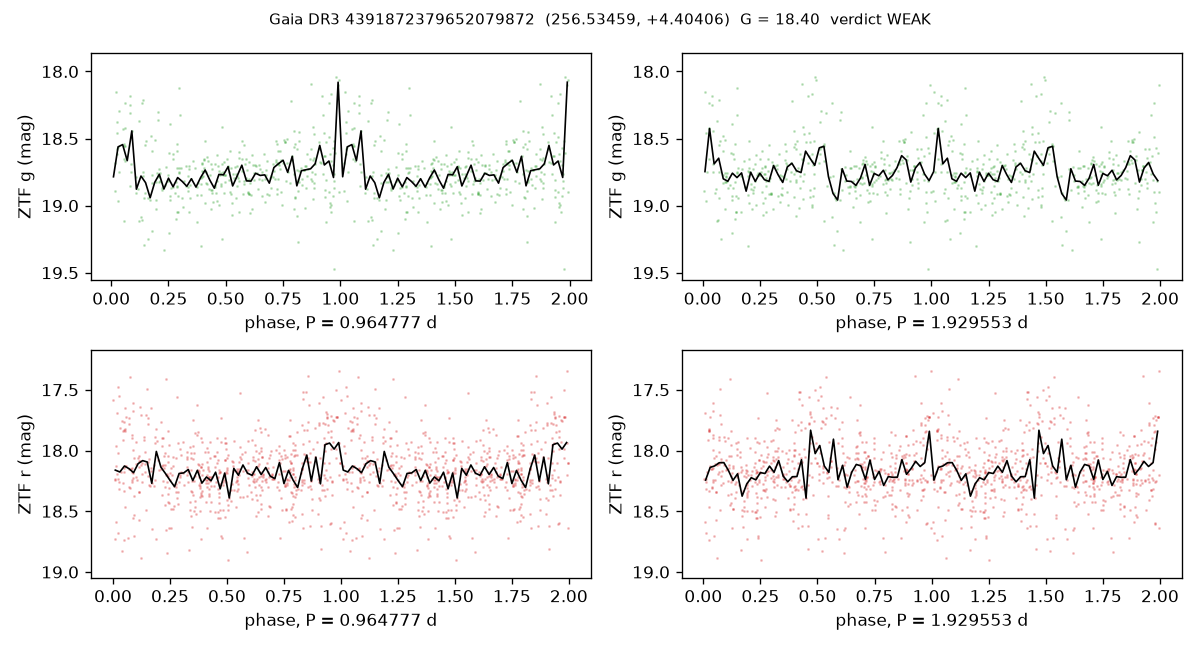 Gaia DR3 4391872379652079872 (256.53459, +4.40406) G = 18.40 verdict WEAK
ZTF g (mag)
18.0
18.5
19.0
19.5
0.00 0.25 0.50 0.75 1.00 1.25 1.50 1.75 2.00
phase, P = 0.964777 d
ZTF g (mag)
18.0
18.5
19.0
19.5
0.00 0.25 0.50 0.75 1.00 1.25 1.50 1.75 2.00
phase, P = 1.929553 d
ZTF r (mag)
17.5
18.0
18.5
19.0
0.00 0.25 0.50 0.75 1.00 1.25 1.50 1.75 2.00
phase, P = 0.964777 d
ZTF r (mag)
17.5
18.0
18.5
19.0
0.00 0.25 0.50 0.75 1.00 1.25 1.50 1.75 2.00
phase, P = 1.929553 d